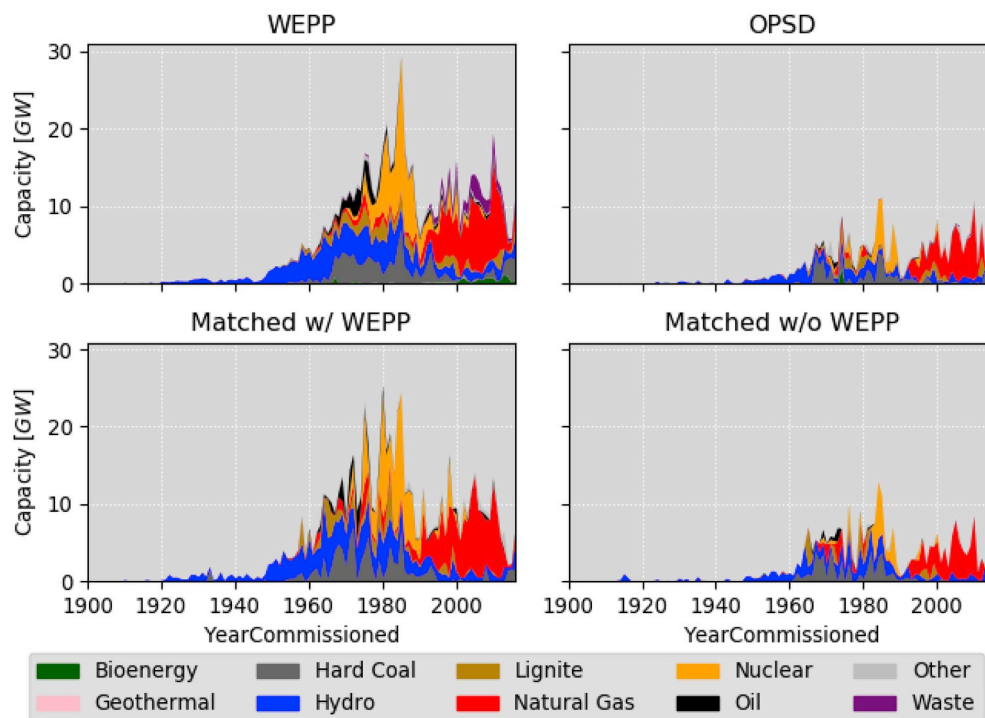 WEPP
OPSD
Capacity [GW]
30
20
10
0
Matched w/ WEPP
Matched w/o WEPP
Capacity [GW]
30
20
10
0
1900 1920 1940 1960 1980 2000
1900 1920 1940 1960 1980 2000
YearCommissioned
YearCommissioned
Bioenergy Hard Coal Lignite Nuclear Other
Geothermal Hydro Natural Gas Oil Waste